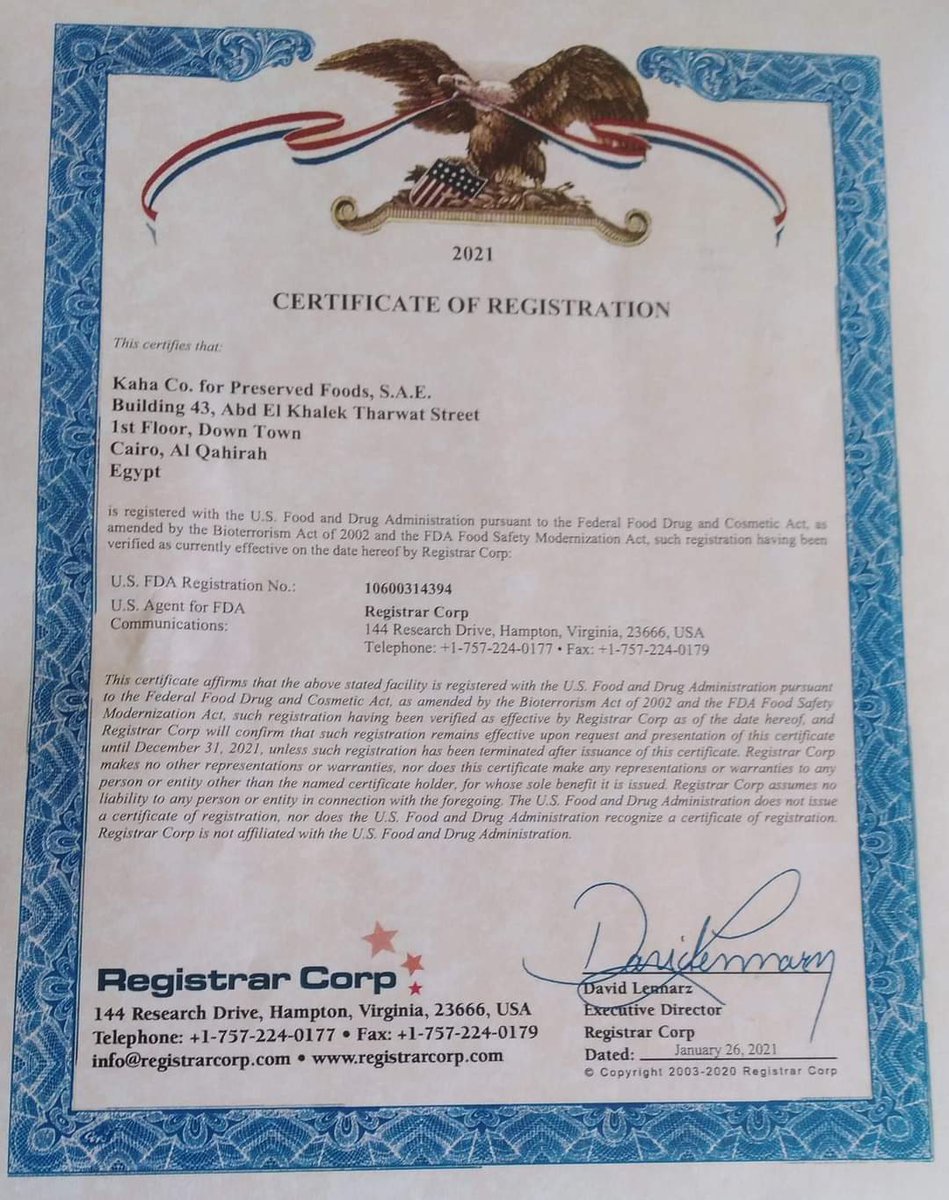 2021
CERTIFICATE OF REGISTRATION
This certifies that:
Kaha Co. for Preserved Foods, S.A.E.
Building 43, Abd El Khalek Tharwat Street
1st Floor, Down Town
Cairo, Al Qahirah
Egypt
is registered with the U.S. Food and Drug Administration pursuant to the Federal Food Drug and Cosmetic Act, as
amended by the Bioterrorism Act of 2002 and the FDA Food Safety Modernization Act, such registration having been
verified as currently effective on the date hereof by Registrar Corp:
U.S. FDA Registration No.: 10600314394
U.S. Agent for FDA Communications: Registrar Corp
144 Research Drive, Hampton, Virginia, 23666, USA
Telephone: +1-757-224-0177 • Fax: +1-757-224-0179
This certificate affirms that the above stated facility is registered with the U.S. Food and Drug Administration pursuant
to the Federal Food Drug and Cosmetic Act, as amended by the Bioterrorism Act of 2002 and the FDA Food Safety
Modernization Act, such registration having been verified as effective by Registrar Corp as of the date hereof, and
Registrar Corp will confirm that such registration remains effective upon request and presentation of this certificate
until December 31, 2021, unless such registration has been terminated after issuance of this certificate. Registrar Corp
makes no other representations or warranties, nor does this certificate make any representations or warranties to any
person or entity other than the named certificate holder, for whose sole benefit it is issued. Registrar Corp assumes no
liability to any person or entity in connection with the foregoing. The U.S. Food and Drug Administration does not issue
a certificate of registration, nor does the U.S. Food and Drug Administration recognize a certificate of registration.
Registrar Corp is not affiliated with the U.S. Food and Drug Administration.
Registrar Corp
144 Research Drive, Hampton, Virginia, 23666, USA
Telephone: +1-757-224-0177 • Fax: +1-757-224-0179
info@registrarcorp.com • www.registrarcorp.com
David Lennarz
David Lennarz
Executive Director
Registrar Corp
Dated: January 26, 2021
© Copyright 2003-2020 Registrar Corp